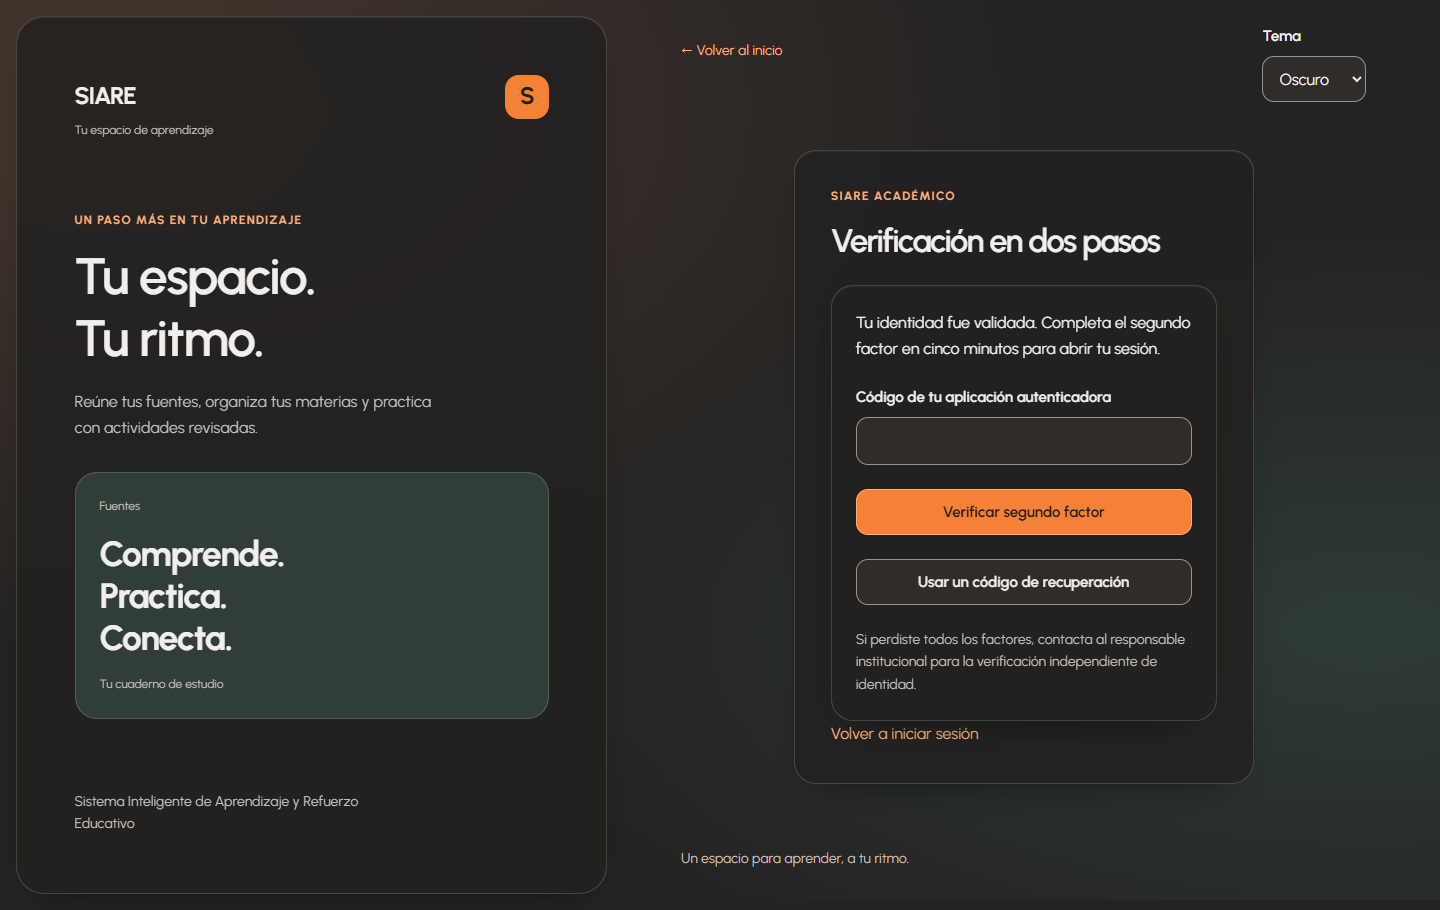 SIARE
S
Tu espacio de aprendizaje
UN PASO MÁS EN TU APRENDIZAJE
Tu espacio.
Tu ritmo.
Reúne tus fuentes, organiza tus materias y practica
con actividades revisadas.
Fuentes
Comprende.
Practica.
Conecta.
Tu cuaderno de estudio
Sistema Inteligente de Aprendizaje y Refuerzo
Educativo
← Volver al inicio
Tema
Oscuro
SIARE ACADÉMICO
Verificación en dos pasos
Tu identidad fue validada. Completa el segundo
factor en cinco minutos para abrir tu sesión.
Código de tu aplicación autenticadora
Verificar segundo factor
Usar un código de recuperación
Si perdiste todos los factores, contacta al responsable
institucional para la verificación independiente de
identidad.
Volver a iniciar sesión
Un espacio para aprender, a tu ritmo.